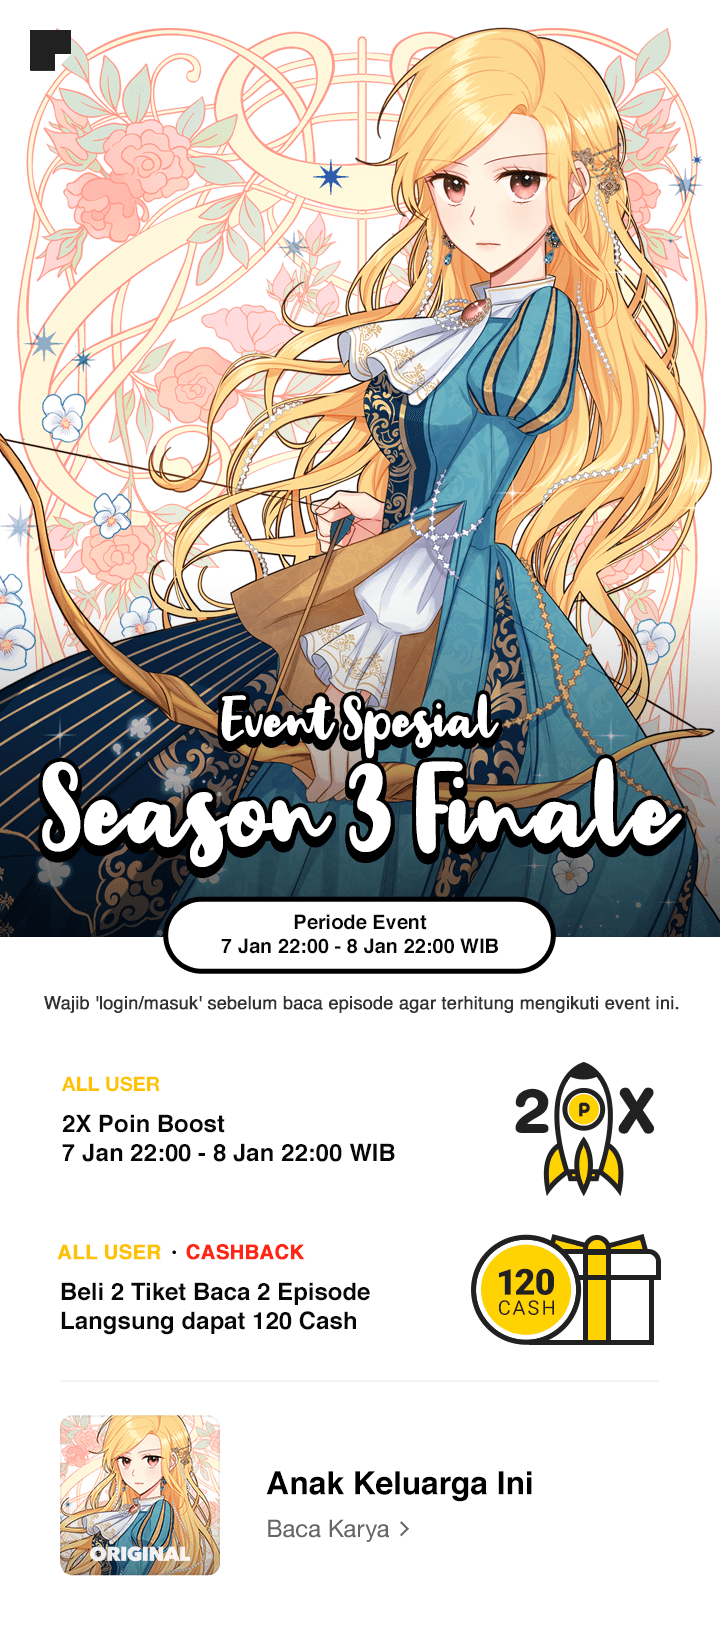 Event Spesial
Season 3 Finale
Periode Event
7 Jan 22:00 - 8 Jan 22:00 WIB
Wajib 'login/masuk' sebelum baca episode agar terhitung mengikuti event ini.
ALL USER
2X Poin Boost
7 Jan 22:00 - 8 Jan 22:00 WIB
2 P X
ALL USER · CASHBACK
Beli 2 Tiket Baca 2 Episode
Langsung dapat 120 Cash
120
CASH
ORIGINAL
Anak Keluarga Ini
Baca Karya >